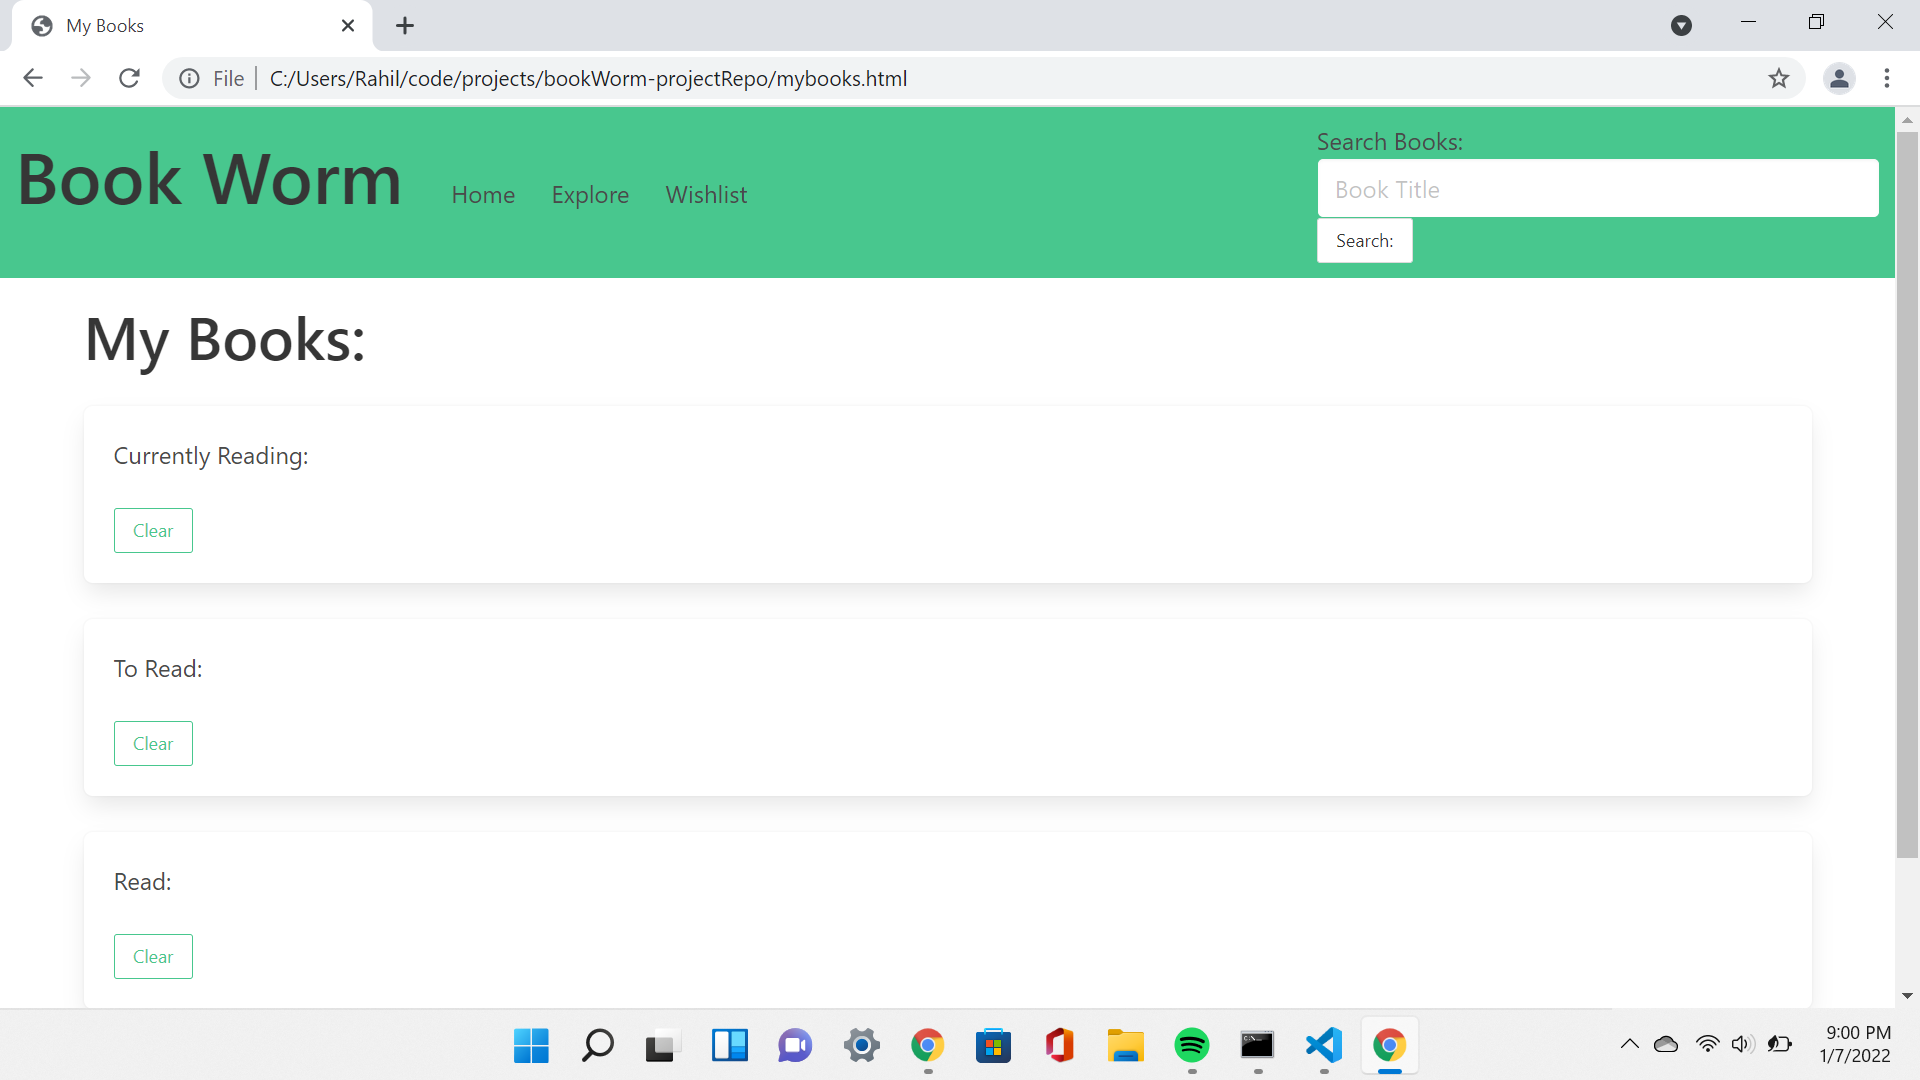 My Books
File
C:/Users/Rahil/code/projects/bookWorm-projectRepo/mybooks.html
Book Worm
Home
Explore
Wishlist
Search Books:
Book Title
Search:
My Books:
Currently Reading:
Clear
To Read:
Clear
Read:
Clear
9:00 PM
1/7/2022